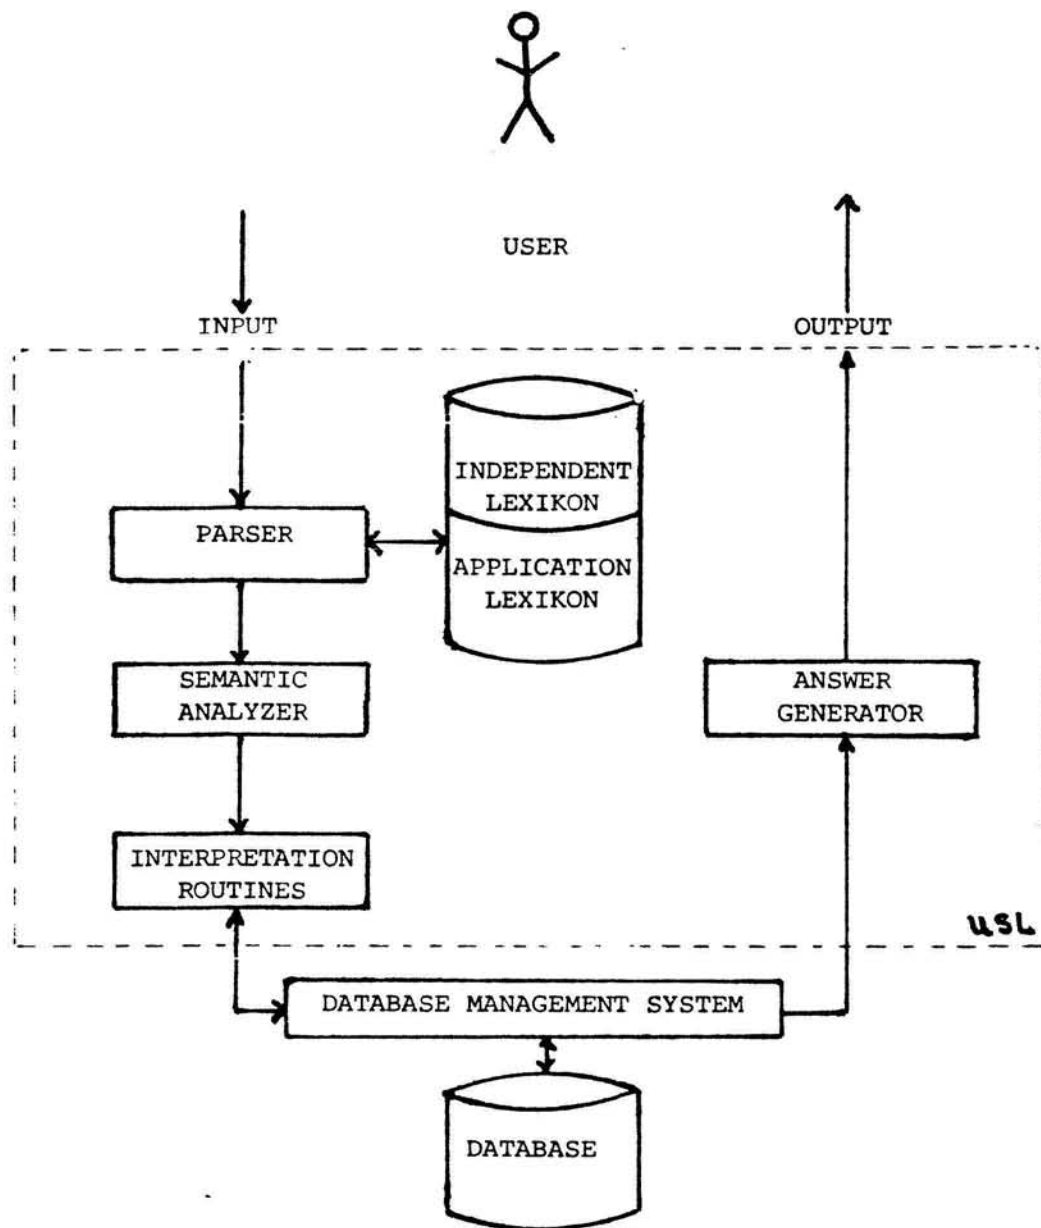 USER
INPUT
OUTPUT
INDEPENDENT
LEXIKON
PARSER
APPLICATION
LEXIKON
SEMANTIC
ANALYZER
ANSWER
GENERATOR
INTERPRETATION
ROUTINES
USL
DATABASE MANAGEMENT SYSTEM
DATABASE